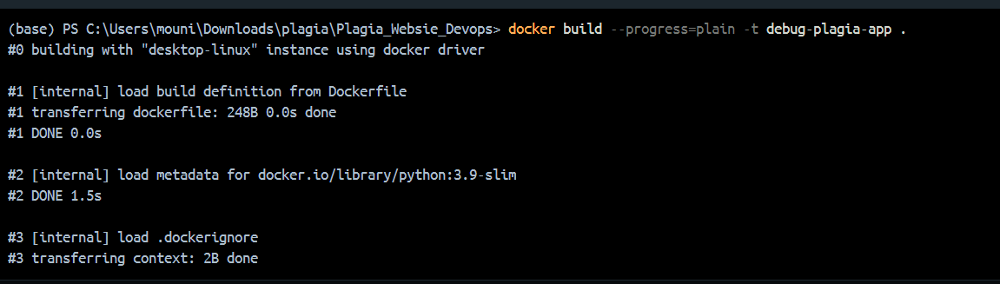 (base) PS C:\Users\mouni\Downloads\plagia\Plagia_Websie_Devops> docker build --progress=plain -t debug-plagia-app .
#0 building with "desktop-linux" instance using docker driver
#1 [internal] load build definition from Dockerfile
#1 transferring dockerfile: 248B 0.0s done
#1 DONE 0.0s
#2 [internal] load metadata for docker.io/library/python:3.9-slim
#2 DONE 1.5s
#3 [internal] load .dockerignore
#3 transferring context: 2B done